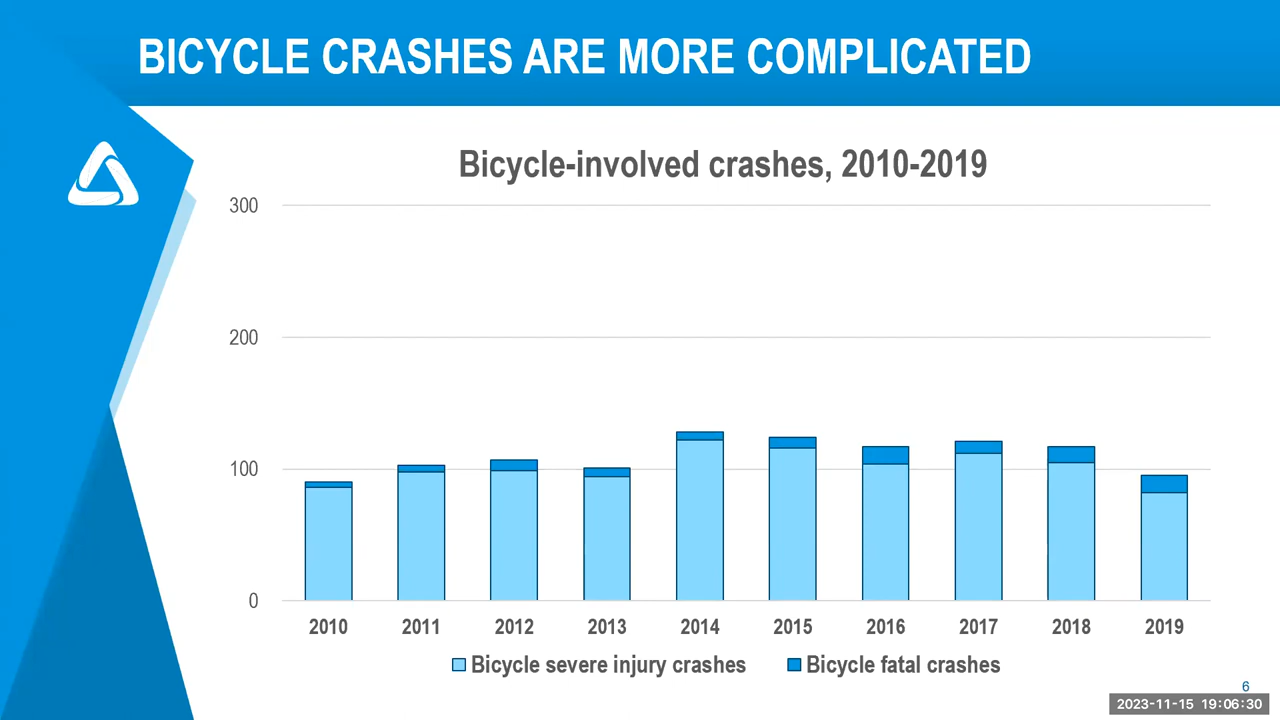 BICYCLE CRASHES ARE MORE COMPLICATED
Bicycle-involved crashes, 2010-2019
300
200
100
0
2010 2011 2012 2013 2014 2015 2016 2017 2018 2019
Bicycle severe injury crashes Bicycle fatal crashes
6
2023-11-15 19:06:30